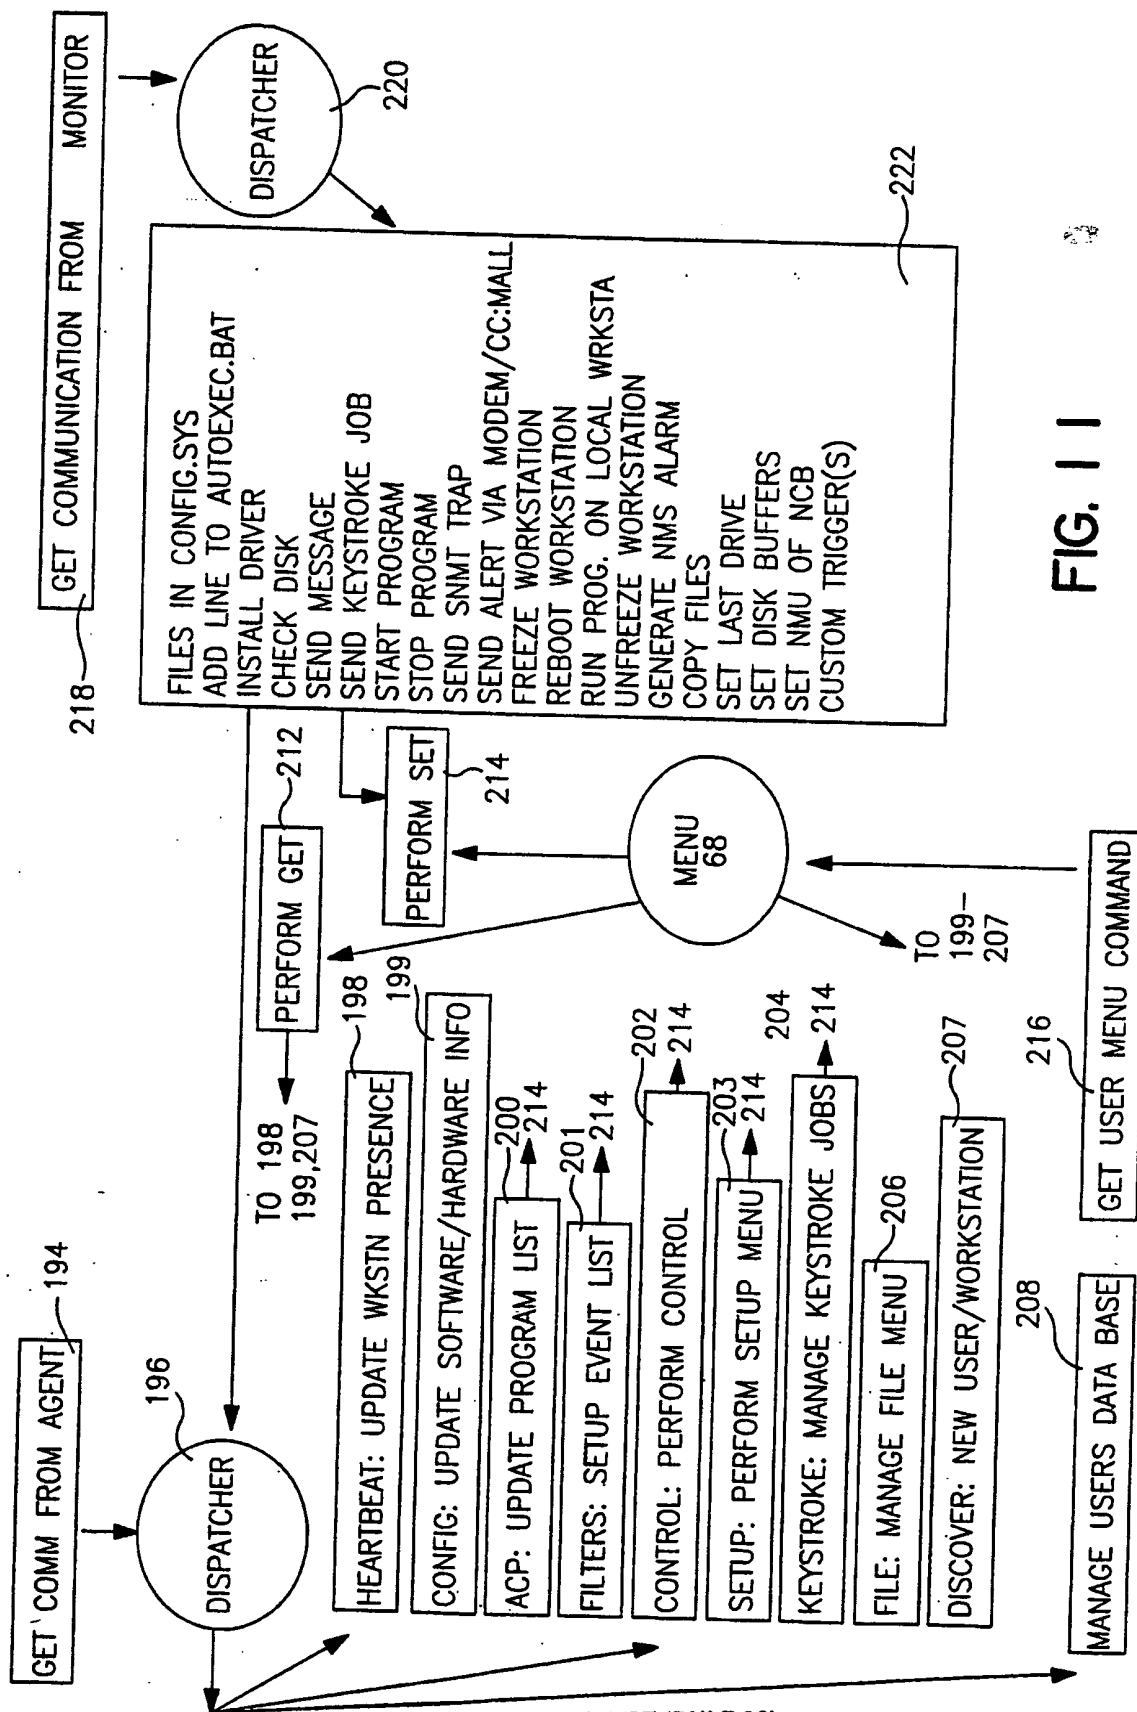 GET COMM FROM AGENT
194
DISPATCHER
196
HEARTBEAT: UPDATE WKSTN PRESENCE
198
CONFIG: UPDATE SOFTWARE/HARDWARE INFO
199
ACP: UPDATE PROGRAM LIST
200
214
FILTERS: SETUP EVENT LIST
201
214
CONTROL: PERFORM CONTROL
202
214
SETUP: PERFORM SETUP MENU
203
214
KEYSTROKE: MANAGE KEYSTROKE JOBS
204
214
FILE: MANAGE FILE MENU
206
DISCOVER: NEW USER/WORKSTATION
207
MANAGE USERS DATA BASE
208
TO 198
199,207
PERFORM GET
212
PERFORM SET
214
MENU
68
TO 199-
207
GET USER MENU COMMAND
216
GET COMMUNICATION FROM MONITOR
218
DISPATCHER
220
FILES IN CONFIG.SYS
ADD LINE TO AUTOEXEC.BAT
INSTALL DRIVER
CHECK DISK
SEND MESSAGE
SEND KEYSTROKE JOB
START PROGRAM
STOP PROGRAM
SEND SNMT TRAP
SEND ALERT VIA MODEM/CC:MALL
FREEZE WORKSTATION
REBOOT WORKSTATION
RUN PROG. ON LOCAL WRKSTA
UNFREEZE WORKSTATION
GENERATE NMS ALARM
COPY FILES
SET LAST DRIVE
SET DISK BUFFERS
SET NMU OF NCB
CUSTOM TRIGGER(S)
222
FIG. 11